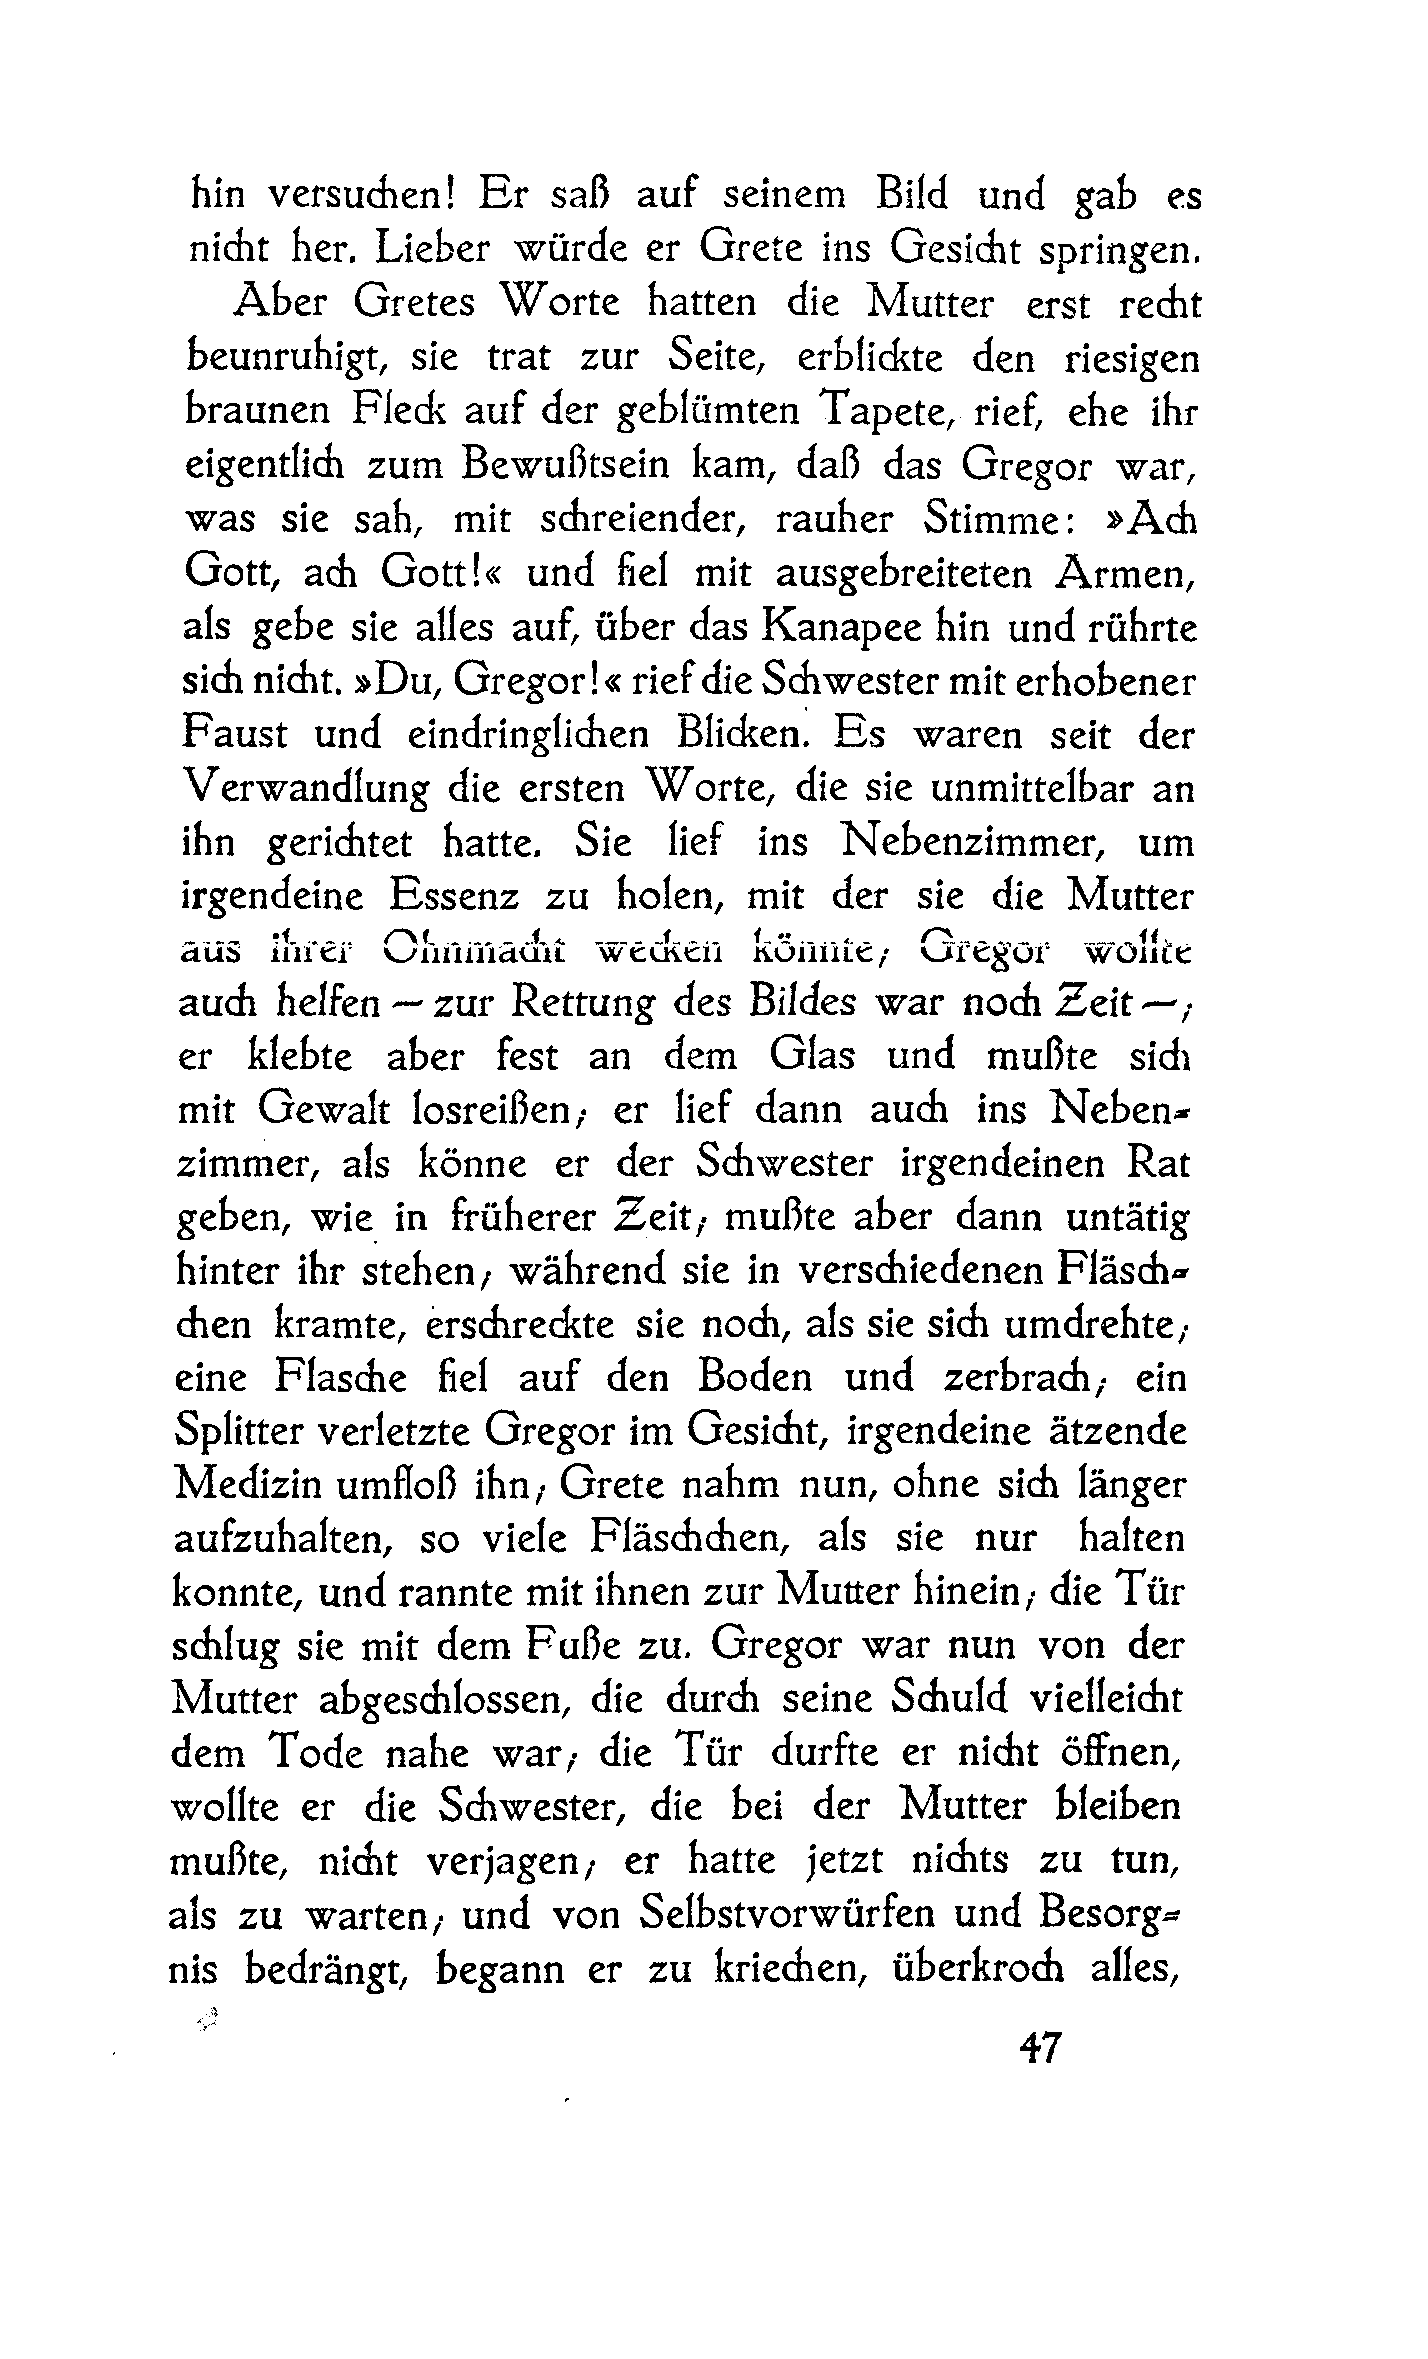 hin versuchen! Er saß auf seinem Bild und gab es
nicht her. Lieber würde er Grete ins Gesicht springen.
Aber Gretes Worte hatten die Mutter erst recht
beunruhigt, sie trat zur Seite, erblickte den riesigen
braunen Fleck auf der geblümten Tapete, rief, ehe ihr
eigentlich zum Bewußtsein kam, daß das Gregor war,
was sie sah, mit schreiender, rauher Stimme: »Ach
Gott, ach Gott!« und fiel mit ausgebreiteten Armen,
als gebe sie alles auf, über das Kanapee hin und rührte
sich nicht. »Du, Gregor!« rief die Schwester mit erhobener
Faust und eindringlichen Blicken. Es waren seit der
Verwandlung die ersten Worte, die sie unmittelbar an
ihn gerichtet hatte. Sie lief ins Nebenzimmer, um
irgendeine Essenz zu holen, mit der sie die Mutter
aus ihrer Ohnmacht wecken könnte; Gregor wollte
auch helfen — zur Rettung des Bildes war noch Zeit —;
er klebte aber fest an dem Glas und mußte sich
mit Gewalt losreißen; er lief dann auch ins Neben-
zimmer, als könne er der Schwester irgendeinen Rat
geben, wie in früherer Zeit; mußte aber dann untätig
hinter ihr stehen; während sie in verschiedenen Fläsch-
chen kramte, erschreckte sie noch, als sie sich umdrehte;
eine Flasche fiel auf den Boden und zerbrach; ein
Splitter verletzte Gregor im Gesicht, irgendeine ätzende
Medizin umfloß ihn; Grete nahm nun, ohne sich länger
aufzuhalten, so viele Fläschchen, als sie nur halten
konnte, und rannte mit ihnen zur Mutter hinein; die Tür
schlug sie mit dem Fuße zu. Gregor war nun von der
Mutter abgeschlossen, die durch seine Schuld vielleicht
dem Tode nahe war; die Tür durfte er nicht öffnen,
wollte er die Schwester, die bei der Mutter bleiben
mußte, nicht verjagen; er hatte jetzt nichts zu tun,
als zu warten; und von Selbstvorwürfen und Besorg-
nis bedrängt, begann er zu kriechen, überkroch alles,
47